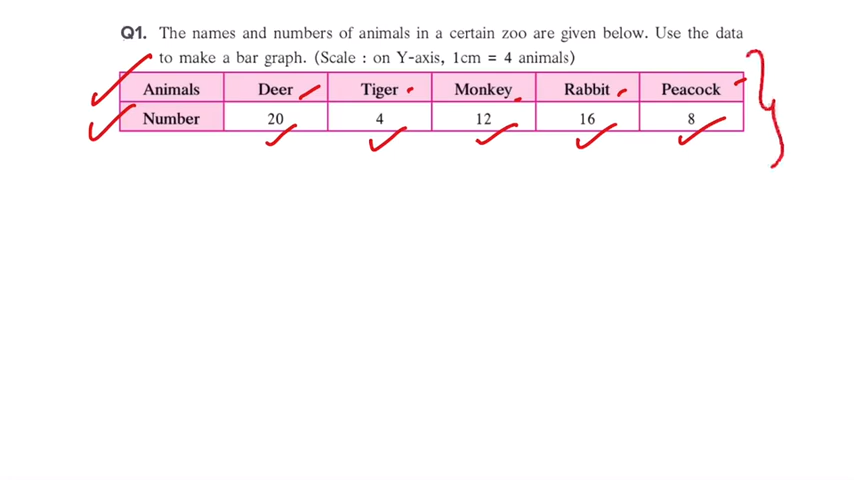 Q1. The names and numbers of animals in a certain zoo are given below. Use the data
to make a bar graph. (Scale : on Y-axis, 1cm = 4 animals)
Animals Deer Tiger Monkey Rabbit Peacock
Number 20 4 12 16 8